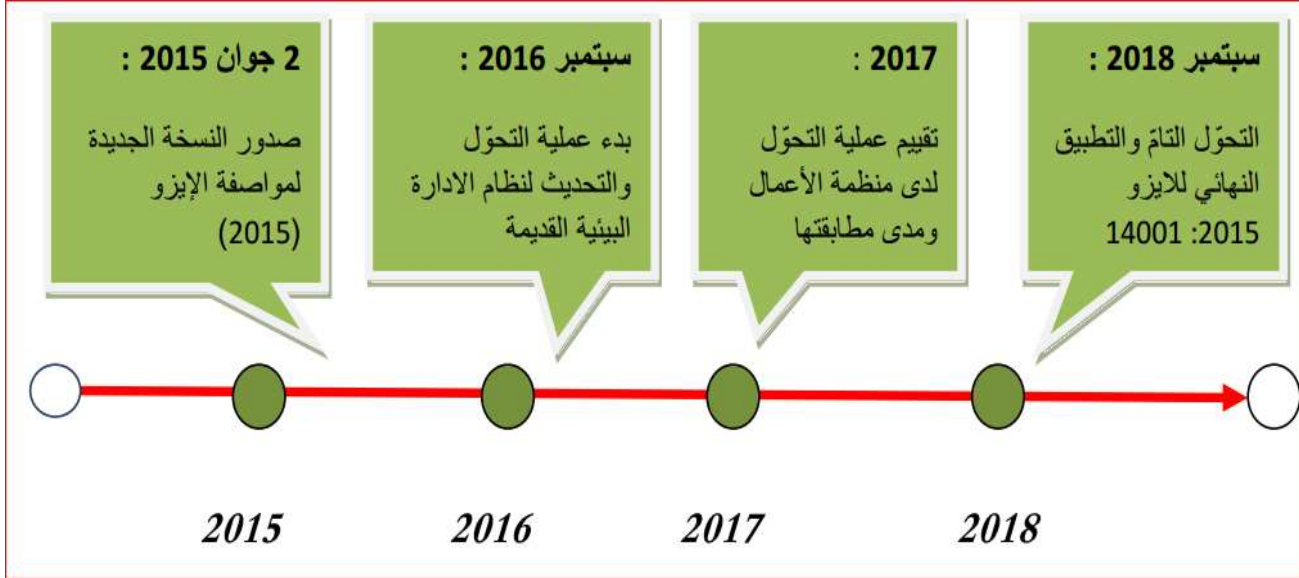 2 جوان 2015 :
صدور النسخة الجديدة
لمواصفة الإيزو
(2015)
سبتمبر 2016 :
بدء عملية التحوّل
والتحديث لنظام الادارة
البيئية القديمة
2017 :
تقييم عملية التحوّل
لدى منظمة الأعمال
ومدى مطابقتها
سبتمبر 2018 :
التحوّل التامّ والتطبيق
النهائي للايزو
14001 :2015
2015
2016
2017
2018